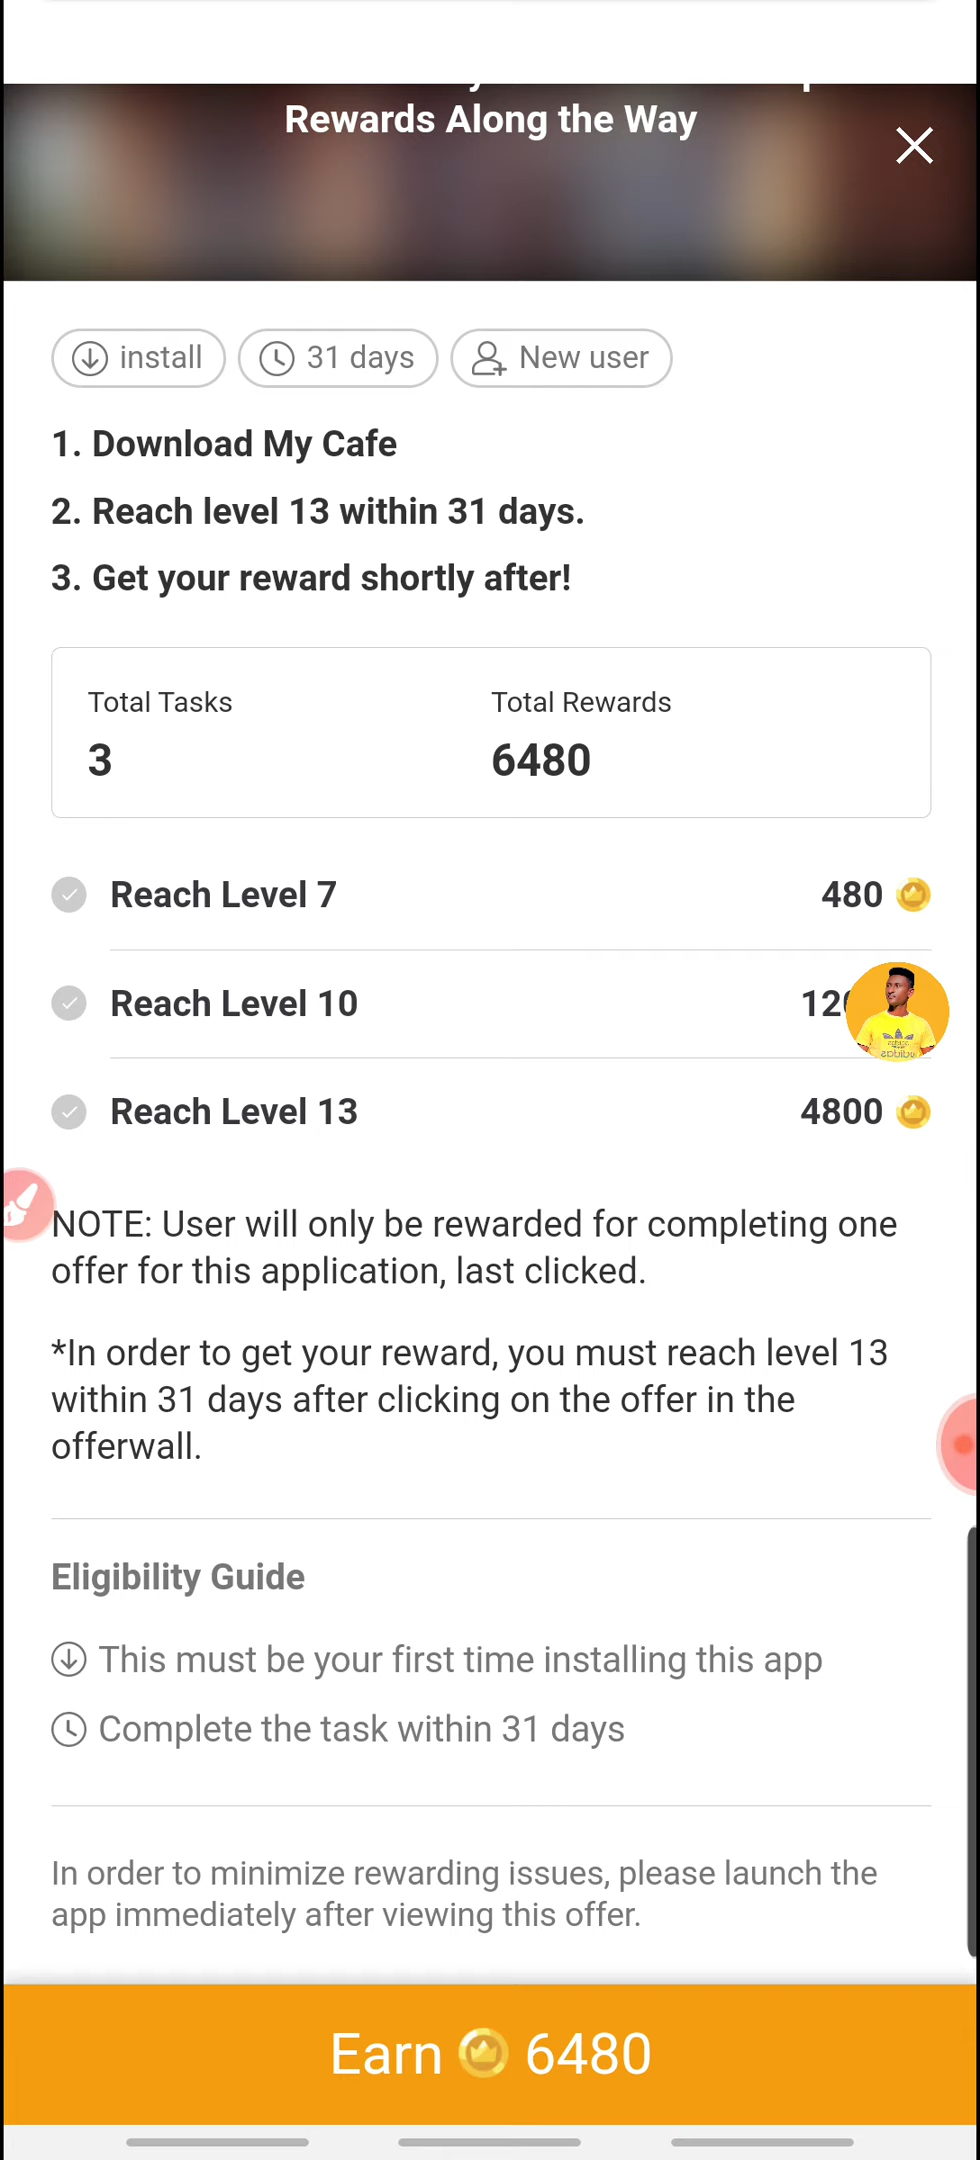 Rewards Along the Way
install
31 days
New user
1. Download My Cafe
2. Reach level 13 within 31 days.
3. Get your reward shortly after!
Total Tasks
Total Rewards
3
6480
Reach Level 7
480
Reach Level 10
Reach Level 13
4800
NOTE: User will only be rewarded for completing one
offer for this application, last clicked.
*In order to get your reward, you must reach level 13
within 31 days after clicking on the offer in the
offerwall.
Eligibility Guide
This must be your first time installing this app
Complete the task within 31 days
In order to minimize rewarding issues, please launch the
app immediately after viewing this offer.
Earn 6480